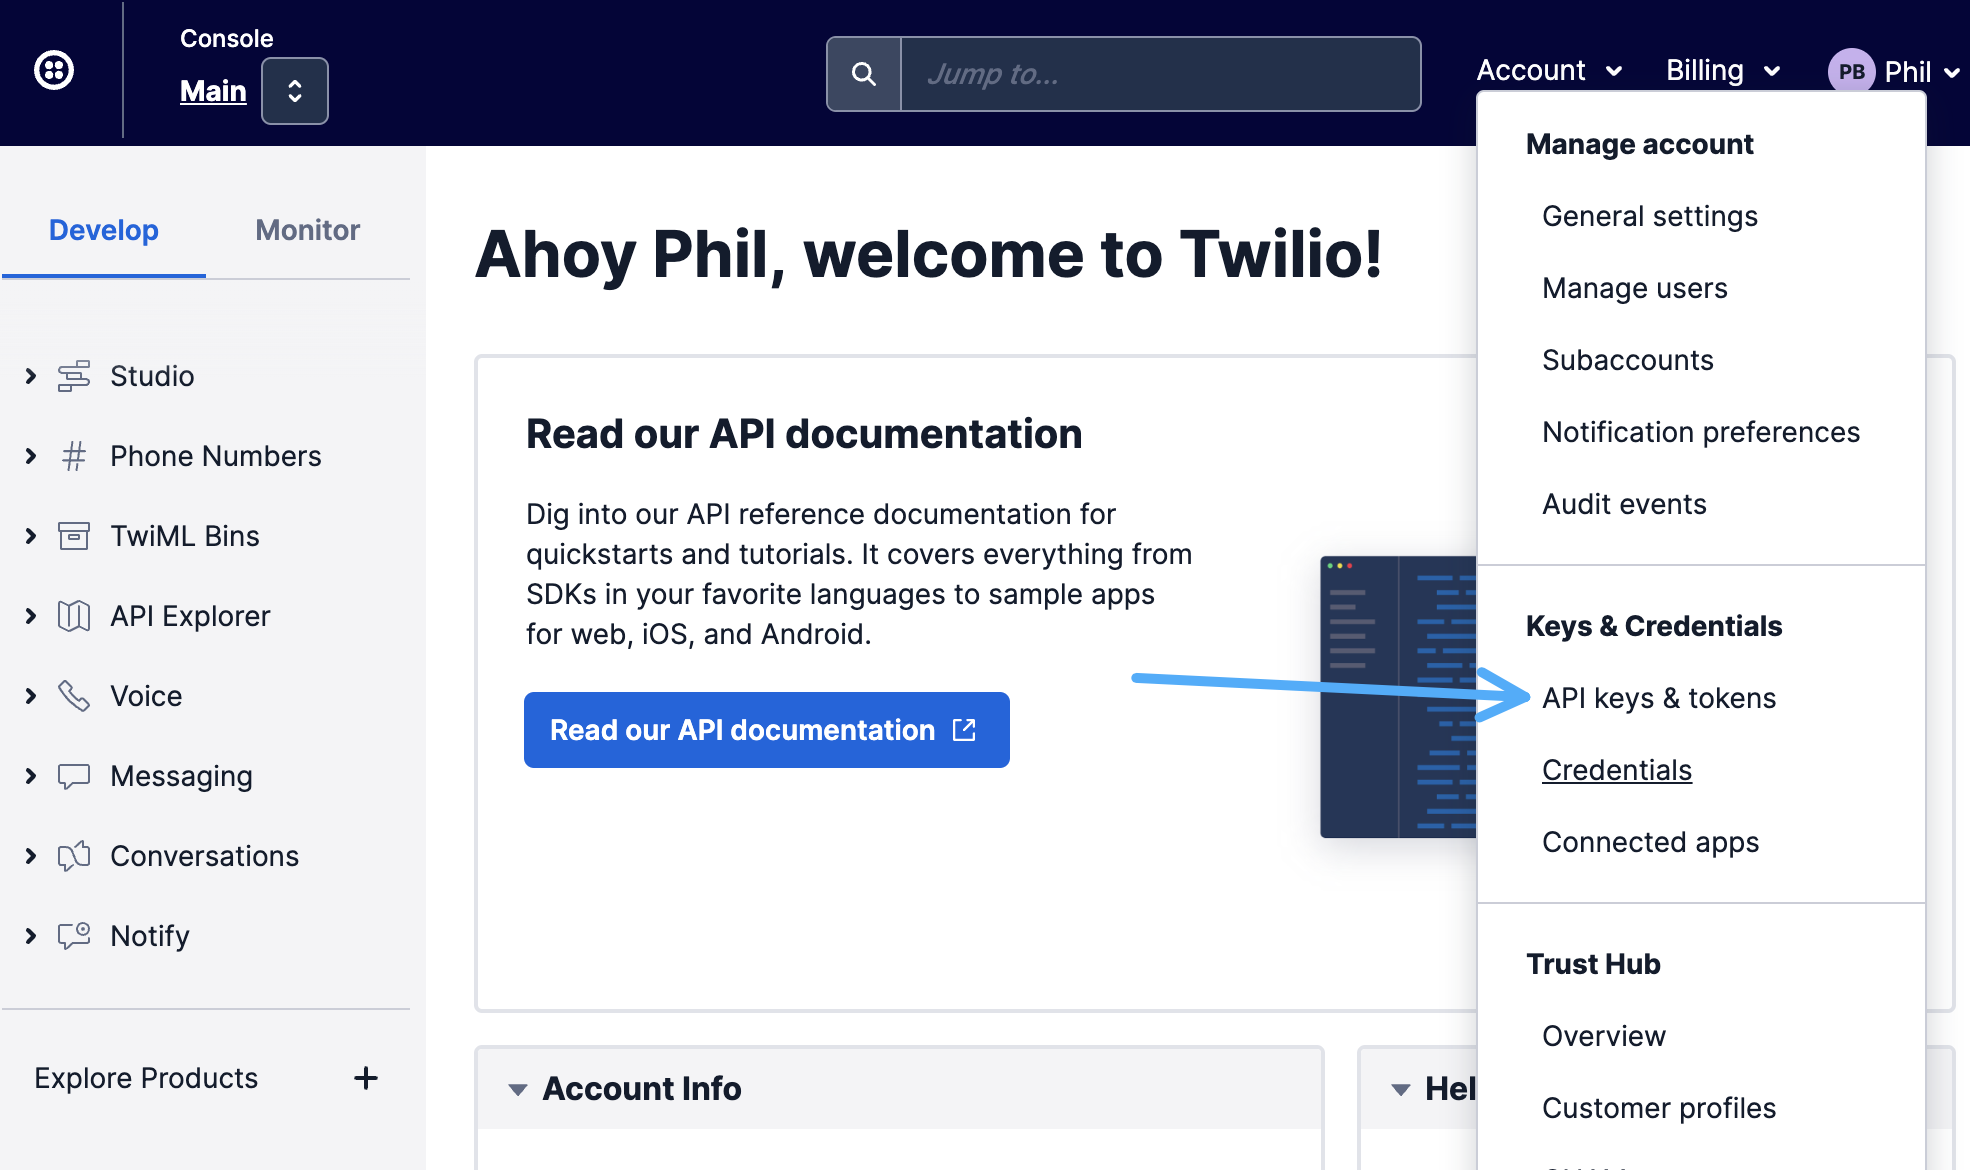 Console
Main
Jump to...
Account
Billing
PB
Phil
Develop
Monitor
Studio
Phone Numbers
TwiML Bins
API Explorer
Voice
Messaging
Conversations
Notify
Explore Products
Ahoy Phil, welcome to Twilio!
Read our API documentation
Dig into our API reference documentation for
quickstarts and tutorials. It covers everything from
SDKs in your favorite languages to sample apps
for web, iOS, and Android.
Read our API documentation
Account Info
Manage account
General settings
Manage users
Subaccounts
Notification preferences
Audit events
Keys & Credentials
API keys & tokens
Credentials
Connected apps
Trust Hub
Overview
Customer profiles